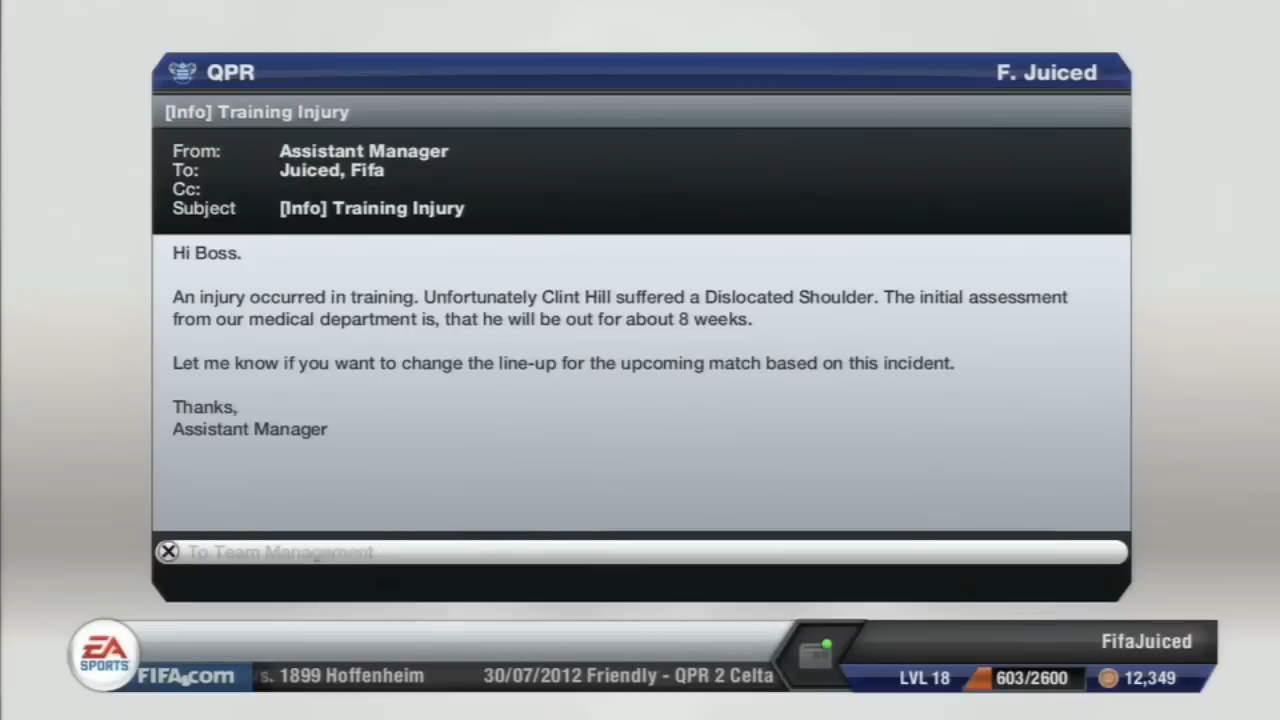 QPR
F. Juiced
[Info] Training Injury
From: Assistant Manager
To: Juiced, Fifa
Cc:
Subject [Info] Training Injury
Hi Boss.
An injury occurred in training. Unfortunately Clint Hill suffered a Dislocated Shoulder. The initial assessment
from our medical department is, that he will be out for about 8 weeks.
Let me know if you want to change the line-up for the upcoming match based on this incident.
Thanks,
Assistant Manager
To Team Management
EA
SPORTS
FifaJuiced
FIFA.com
s. 1899 Hoffenheim 30/07/2012 Friendly - QPR 2 Celta
LVL 18 603/2600 12,349